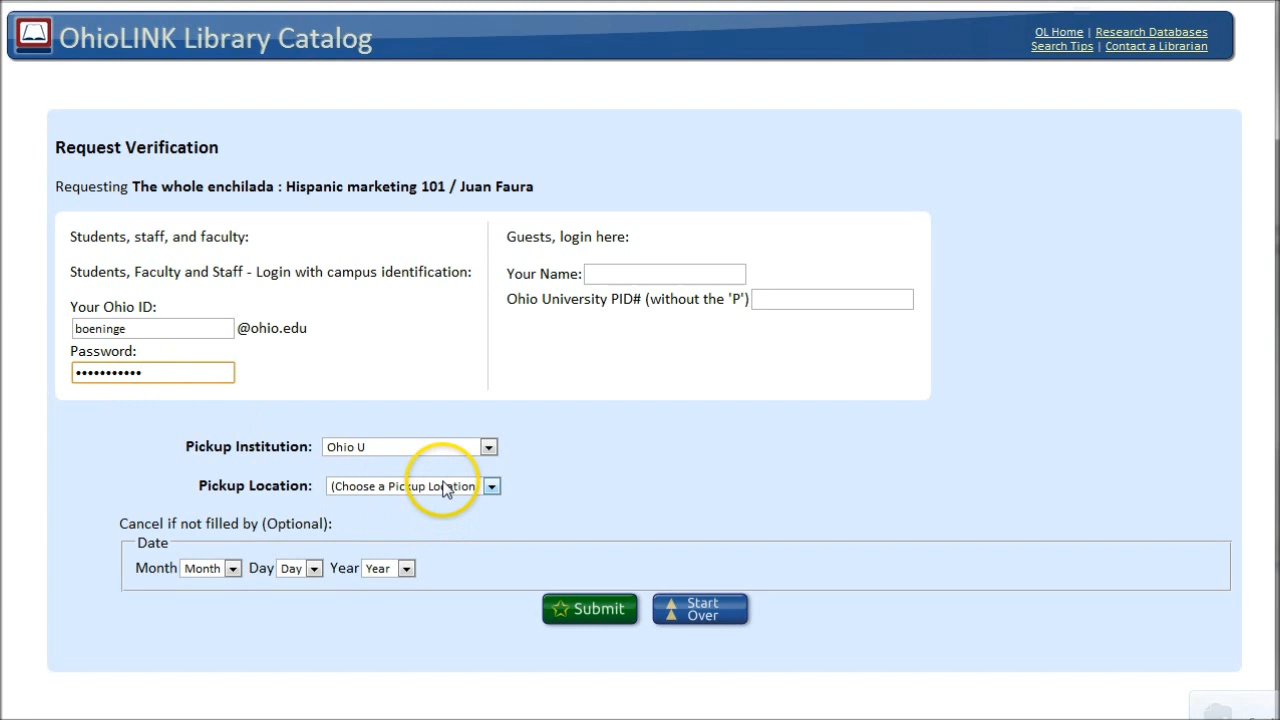 OhioLINK Library Catalog
OL Home | Research Databases
Search Tips | Contact a Librarian
Request Verification
Requesting The whole enchilada : Hispanic marketing 101 / Juan Faura
Students, staff, and faculty:
Students, Faculty and Staff - Login with campus identification:
Your Ohio ID:
boeninge @ohio.edu
Password:
•••••••••••
Guests, login here:
Your Name:
Ohio University PID# (without the 'P')
Pickup Institution: Ohio U
Pickup Location: (Choose a Pickup Location
Cancel if not filled by (Optional):
Date
Month Month Day Day Year Year
Submit
Start
Over